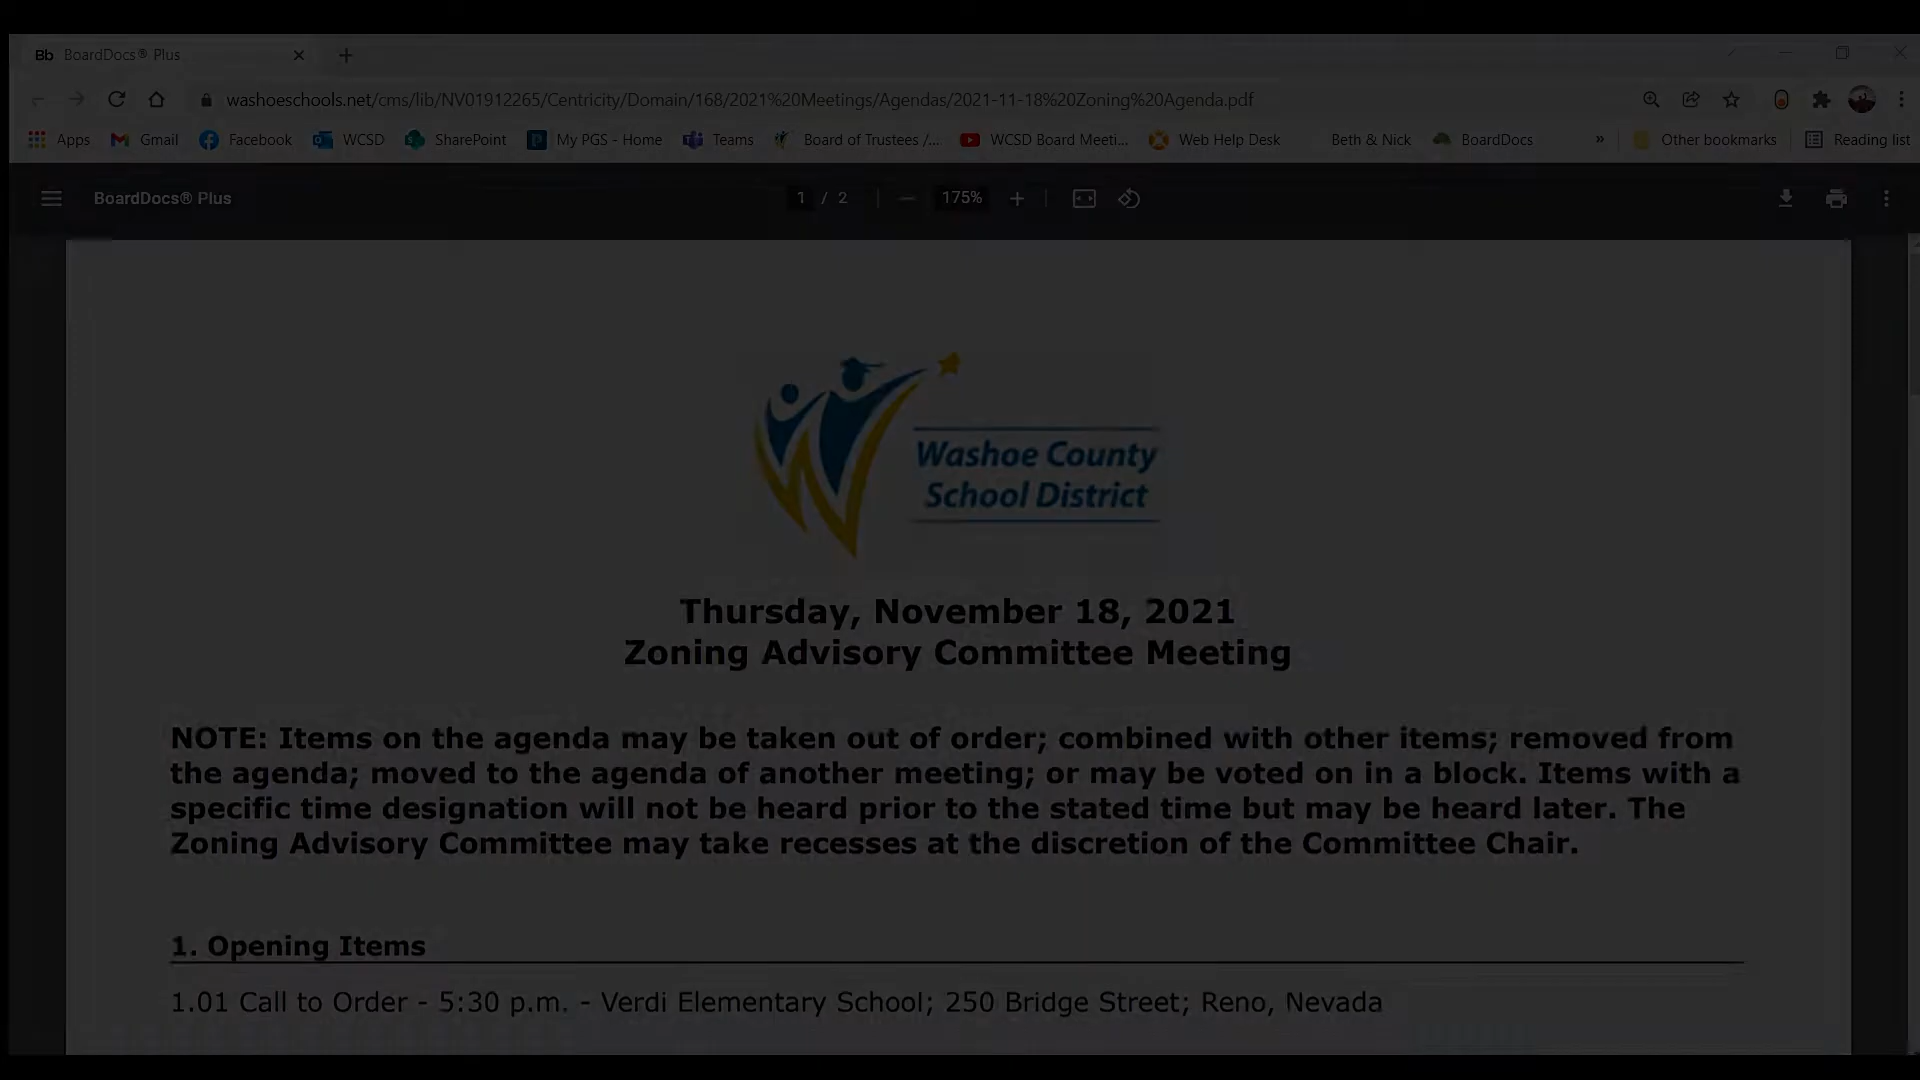 Bb BoardDocs® Plus
washoeschools.net/cms/lib/NV01912265/Centricity/Domain/168/2021%20Meetings/Agendas/2021-11-18%20Zoning%20Agenda.pdf
Apps Gmail Facebook WCSD SharePoint My PGS - Home Teams Board of Trustees /... WCSD Board Meeti... Web Help Desk Beth & Nick BoardDocs » Other bookmarks Reading list
BoardDocs® Plus 1 / 2 175%
Washoe County
School District
Thursday, November 18, 2021
Zoning Advisory Committee Meeting
NOTE: Items on the agenda may be taken out of order; combined with other items; removed from
the agenda; moved to the agenda of another meeting; or may be voted on in a block. Items with a
specific time designation will not be heard prior to the stated time but may be heard later. The
Zoning Advisory Committee may take recesses at the discretion of the Committee Chair.
1. Opening Items
1.01 Call to Order - 5:30 p.m. - Verdi Elementary School; 250 Bridge Street; Reno, Nevada